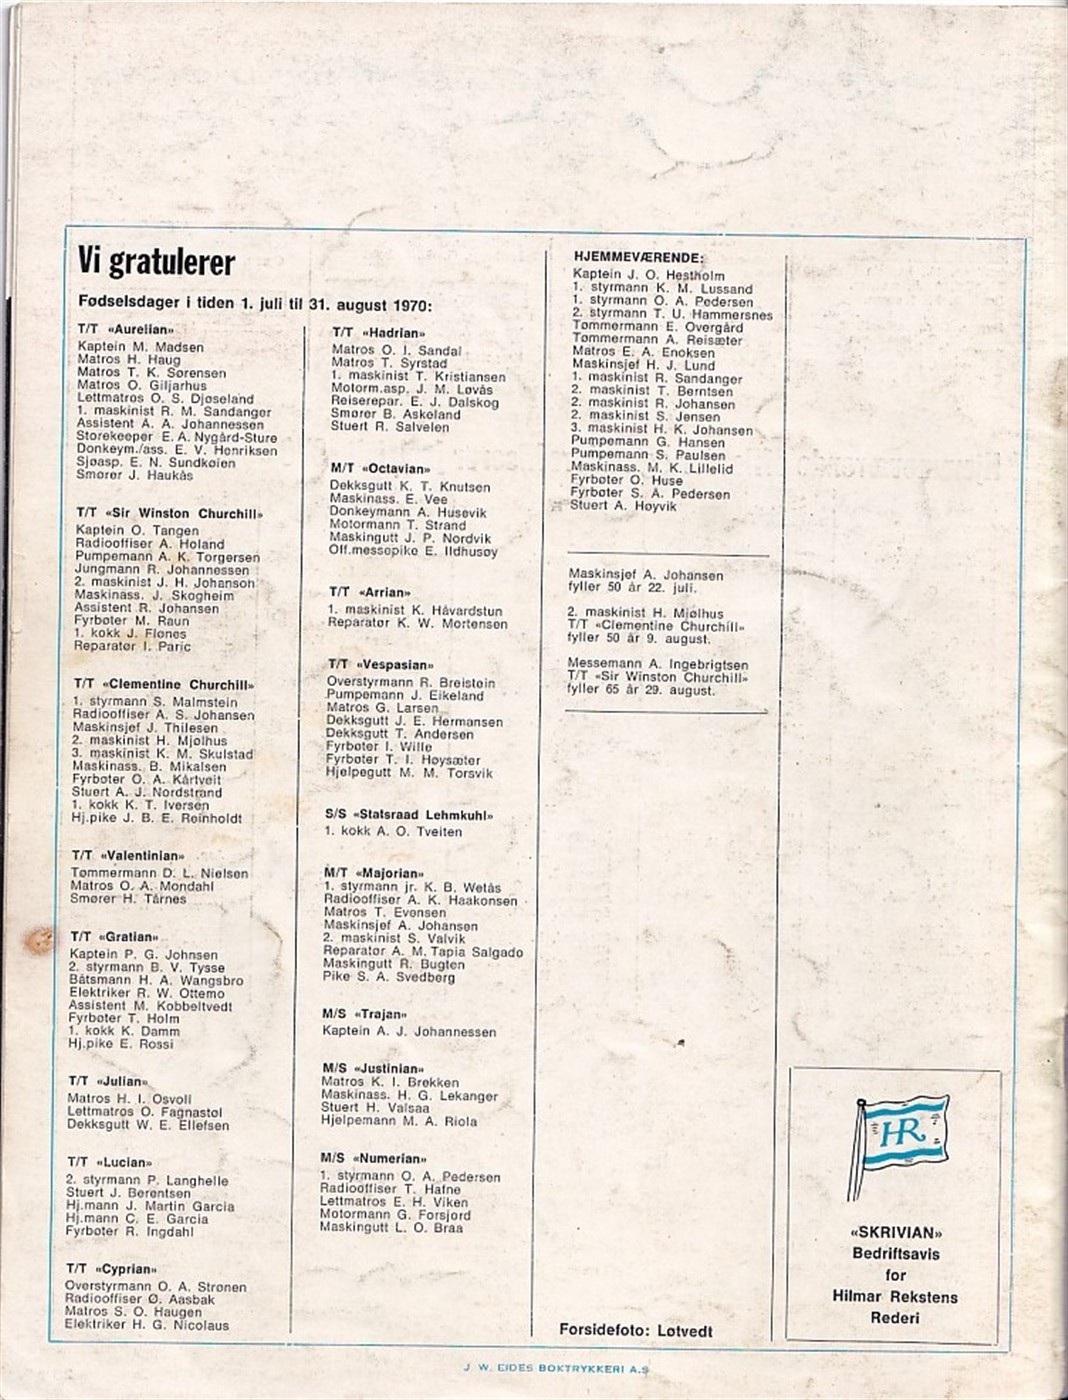 Vi gratulerer
Fødselsdager i tiden 1. juli til 31. august 1970:
T/T «Aurelian»
Kaptein M. Madsen
Matros H. Haug
Matros T. K. Sørensen
Matros O. Giljarhus
Lettmatros O. S. Djøseland
1. maskinist R. M. Sandanger
Assistent A. A. Johannessen
Storekeeper E. A. Nygård-Sture
Donkeym./ass. E. V. Henriksen
Sjøasp. E. N. Sundkøien
Smører J. Haukås
T/T «Sir Winston Churchill»
Kaptein O. Tangen
Radiooffiser A. Høland
Pumpemann A. K. Torgersen
Jungmann R. Johannessen
2. maskinist J. H. Johanson
Maskinass. J. Skogheim
Assistent R. Johansen
Fyrbøter M. Raun
1. kokk J. Flønes
Reparatør I. Paric
T/T «Clementine Churchill»
1. styrmann S. Malmstein
Radiooffiser A. S. Johansen
Maskinsjef J. Thilesen
2. maskinist H. Mjølhus
3. maskinist K. M. Skulstad
Maskinass. B. Mikalsen
Fyrbøter O. A. Kårtveit
Stuert A. J. Nordstrand
1. kokk K. T. Iversen
Hj.pike J. B. E. Reinholdt
T/T «Valentinian»
Tømmermann D. L. Nielsen
Matros O. A. Mondahl
Smører H. Tårnes
T/T «Gratian»
Kaptein P. G. Johnsen
2. styrmann B. V. Tysse
Båtsmann H. A. Wangsbro
Elektriker R. W. Ottemo
Assistent M. Kobbeltvedt
Fyrbøter T. Holm
1. kokk K. Damm
Hj.pike E. Rossi
T/T «Julian»
Matros H. I. Osvoll
Lettmatros O. Fagnastøl
Dekksgutt W. E. Ellefsen
T/T «Lucian»
2. styrmann P. Langhelle
Stuert J. Berentsen
Hj.mann J. Martin Garcia
Hj.mann C. E. Garcia
Fyrbøter R. Ingdahl
T/T «Cyprian»
Overstyrmann O. A. Strønen
Radiooffiser Ø. Aasbak
Matros S. O. Haugen
Elektriker H. G. Nicolaus
T/T «Hadrian»
Matros O. I. Sandal
Matros T. Syrstad
1. maskinist T. Kristiansen
Motorm.asp. J. M. Løvås
Reiserepar. E. J. Dalskog
Smører B. Askeland
Stuert R. Salvelen
M/T «Octavian»
Dekksgutt K. T. Knutsen
Maskinass. E. Vee
Donkeymann A. Husevik
Motormann T. Strand
Maskingutt J. P. Nordvik
Off.messepike E. Ildhusøy
T/T «Arrian»
1. maskinist K. Håvardstun
Reparatør K. W. Mortensen
T/T «Vespasian»
Overstyrmann R. Breistein
Pumpemann J. Eikeland
Matros G. Larsen
Dekksgutt J. E. Hermansen
Dekksgutt T. Andersen
Fyrbøter I. Wille
Fyrbøter T. I. Høysæter
Hjelpegutt M. M. Torsvik
S/S «Statsraad Lehmkuhl»
1. kokk A. O. Tveiten
M/T «Majorian»
1. styrmann jr. K. B. Wetås
Radiooffiser A. K. Haakonsen
Matros T. Evensen
Maskinsjef A. Johansen
2. maskinist S. Valvik
Reparatør A. M. Tapia Salgado
Maskingutt R. Bugten
Pike S. A. Svedberg
M/S «Trajan»
Kaptein A. J. Johannessen
M/S «Justinian»
Matros K. I. Brekken
Maskinass. H. G. Lekanger
Stuert H. Valsaa
Hjelpemann M. A. Riola
M/S «Numerian»
1. styrmann O. A. Pedersen
Radiooffiser T. Hafne
Lettmatros E. H. Viken
Motormann G. Forsjord
Maskingutt L. O. Braa
HJEMMEVÆRENDE:
Kaptein J. O. Hestholm
1. styrmann K. M. Lussand
1. styrmann O. A. Pedersen
2. styrmann T. U. Hammersnes
Tømmermann E. Overgård
Tømmermann A. Reisæter
Matros E. A. Enoksen
Maskinsjef H. J. Lund
1. maskinist R. Sandanger
2. maskinist T. Berntsen
2. maskinist R. Johansen
2. maskinist S. Jensen
3. maskinist H. K. Johansen
Pumpemann G. Hansen
Pumpemann S. Paulsen
Maskinass. M. K. Lillelid
Fyrbøter O. Huse
Fyrbøter S. A. Pedersen
Stuert A. Høyvik
Maskinsjef A. Johansen
fyller 50 år 22. juli.
2. maskinist H. Mjølhus
T/T «Clementine Churchill»
fyller 50 år 9. august.
Messemann A. Ingebrigtsen
T/T «Sir Winston Churchill»
fyller 65 år 29. august.
Forsidefoto: Løtvedt
HR
«SKRIVIAN»
Bedriftsavis
for
Hilmar Rekstens
Rederi
J. W. EIDES BOKTRYKKERI A.S